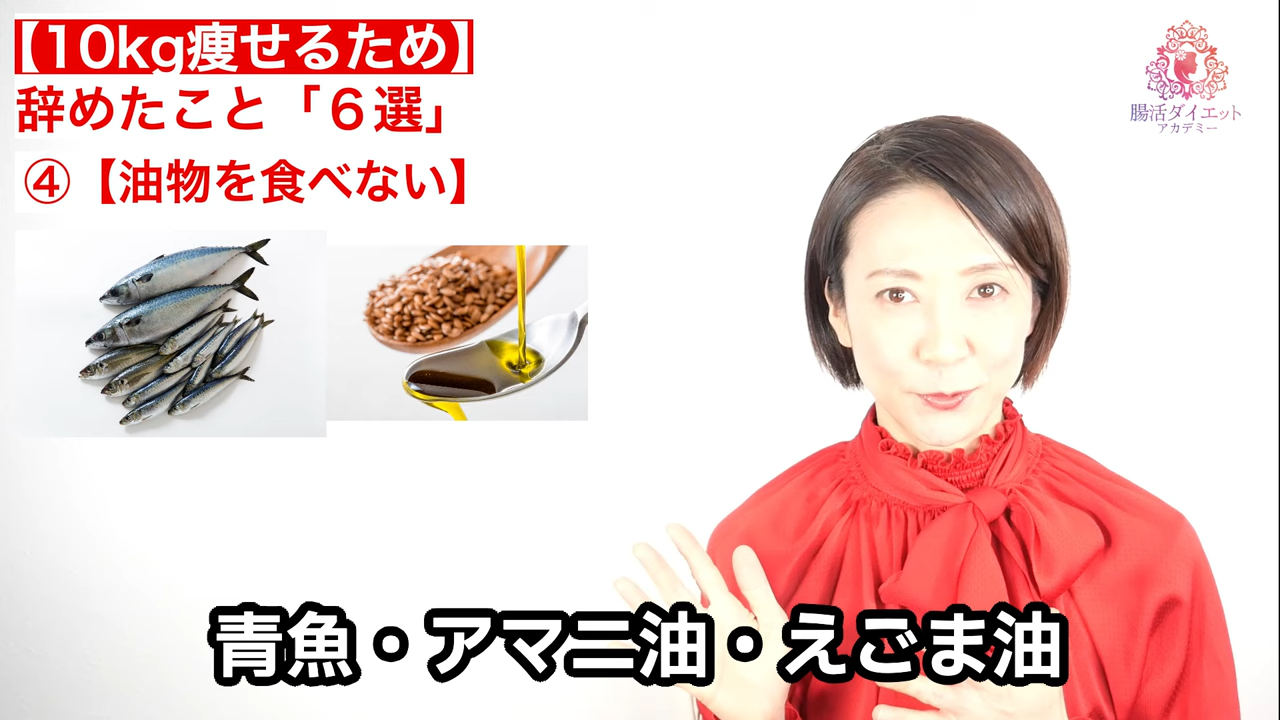 【10kg痩せるため】
辞めたこと「６選」
④【油物を食べない】
腸活ダイエット
アカデミー
青魚・アマニ油・えごま油